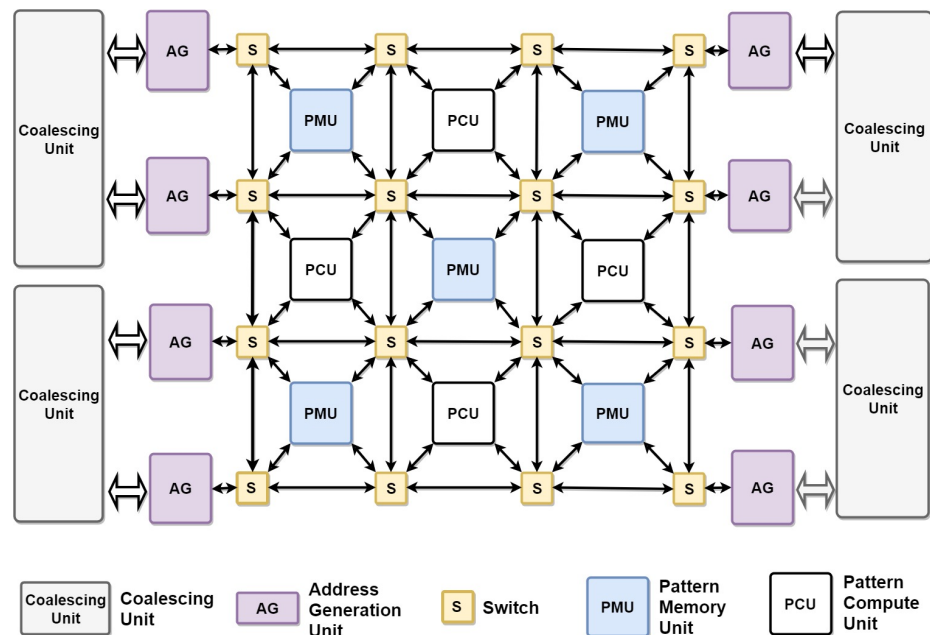 AG S S S S AG
PMU PCU PMU
Coalescing
Unit
Coalescing
Unit
AG S S S S AG
PCU PMU PCU
AG S S S S AG
Coalescing
Unit
Coalescing
Unit
PMU PCU PMU
AG S S S S AG
Coalescing
Unit
Coalescing
Unit
AG
Address
Generation
Unit
S
Switch
PMU
Pattern
Memory
Unit
PCU
Pattern
Compute
Unit